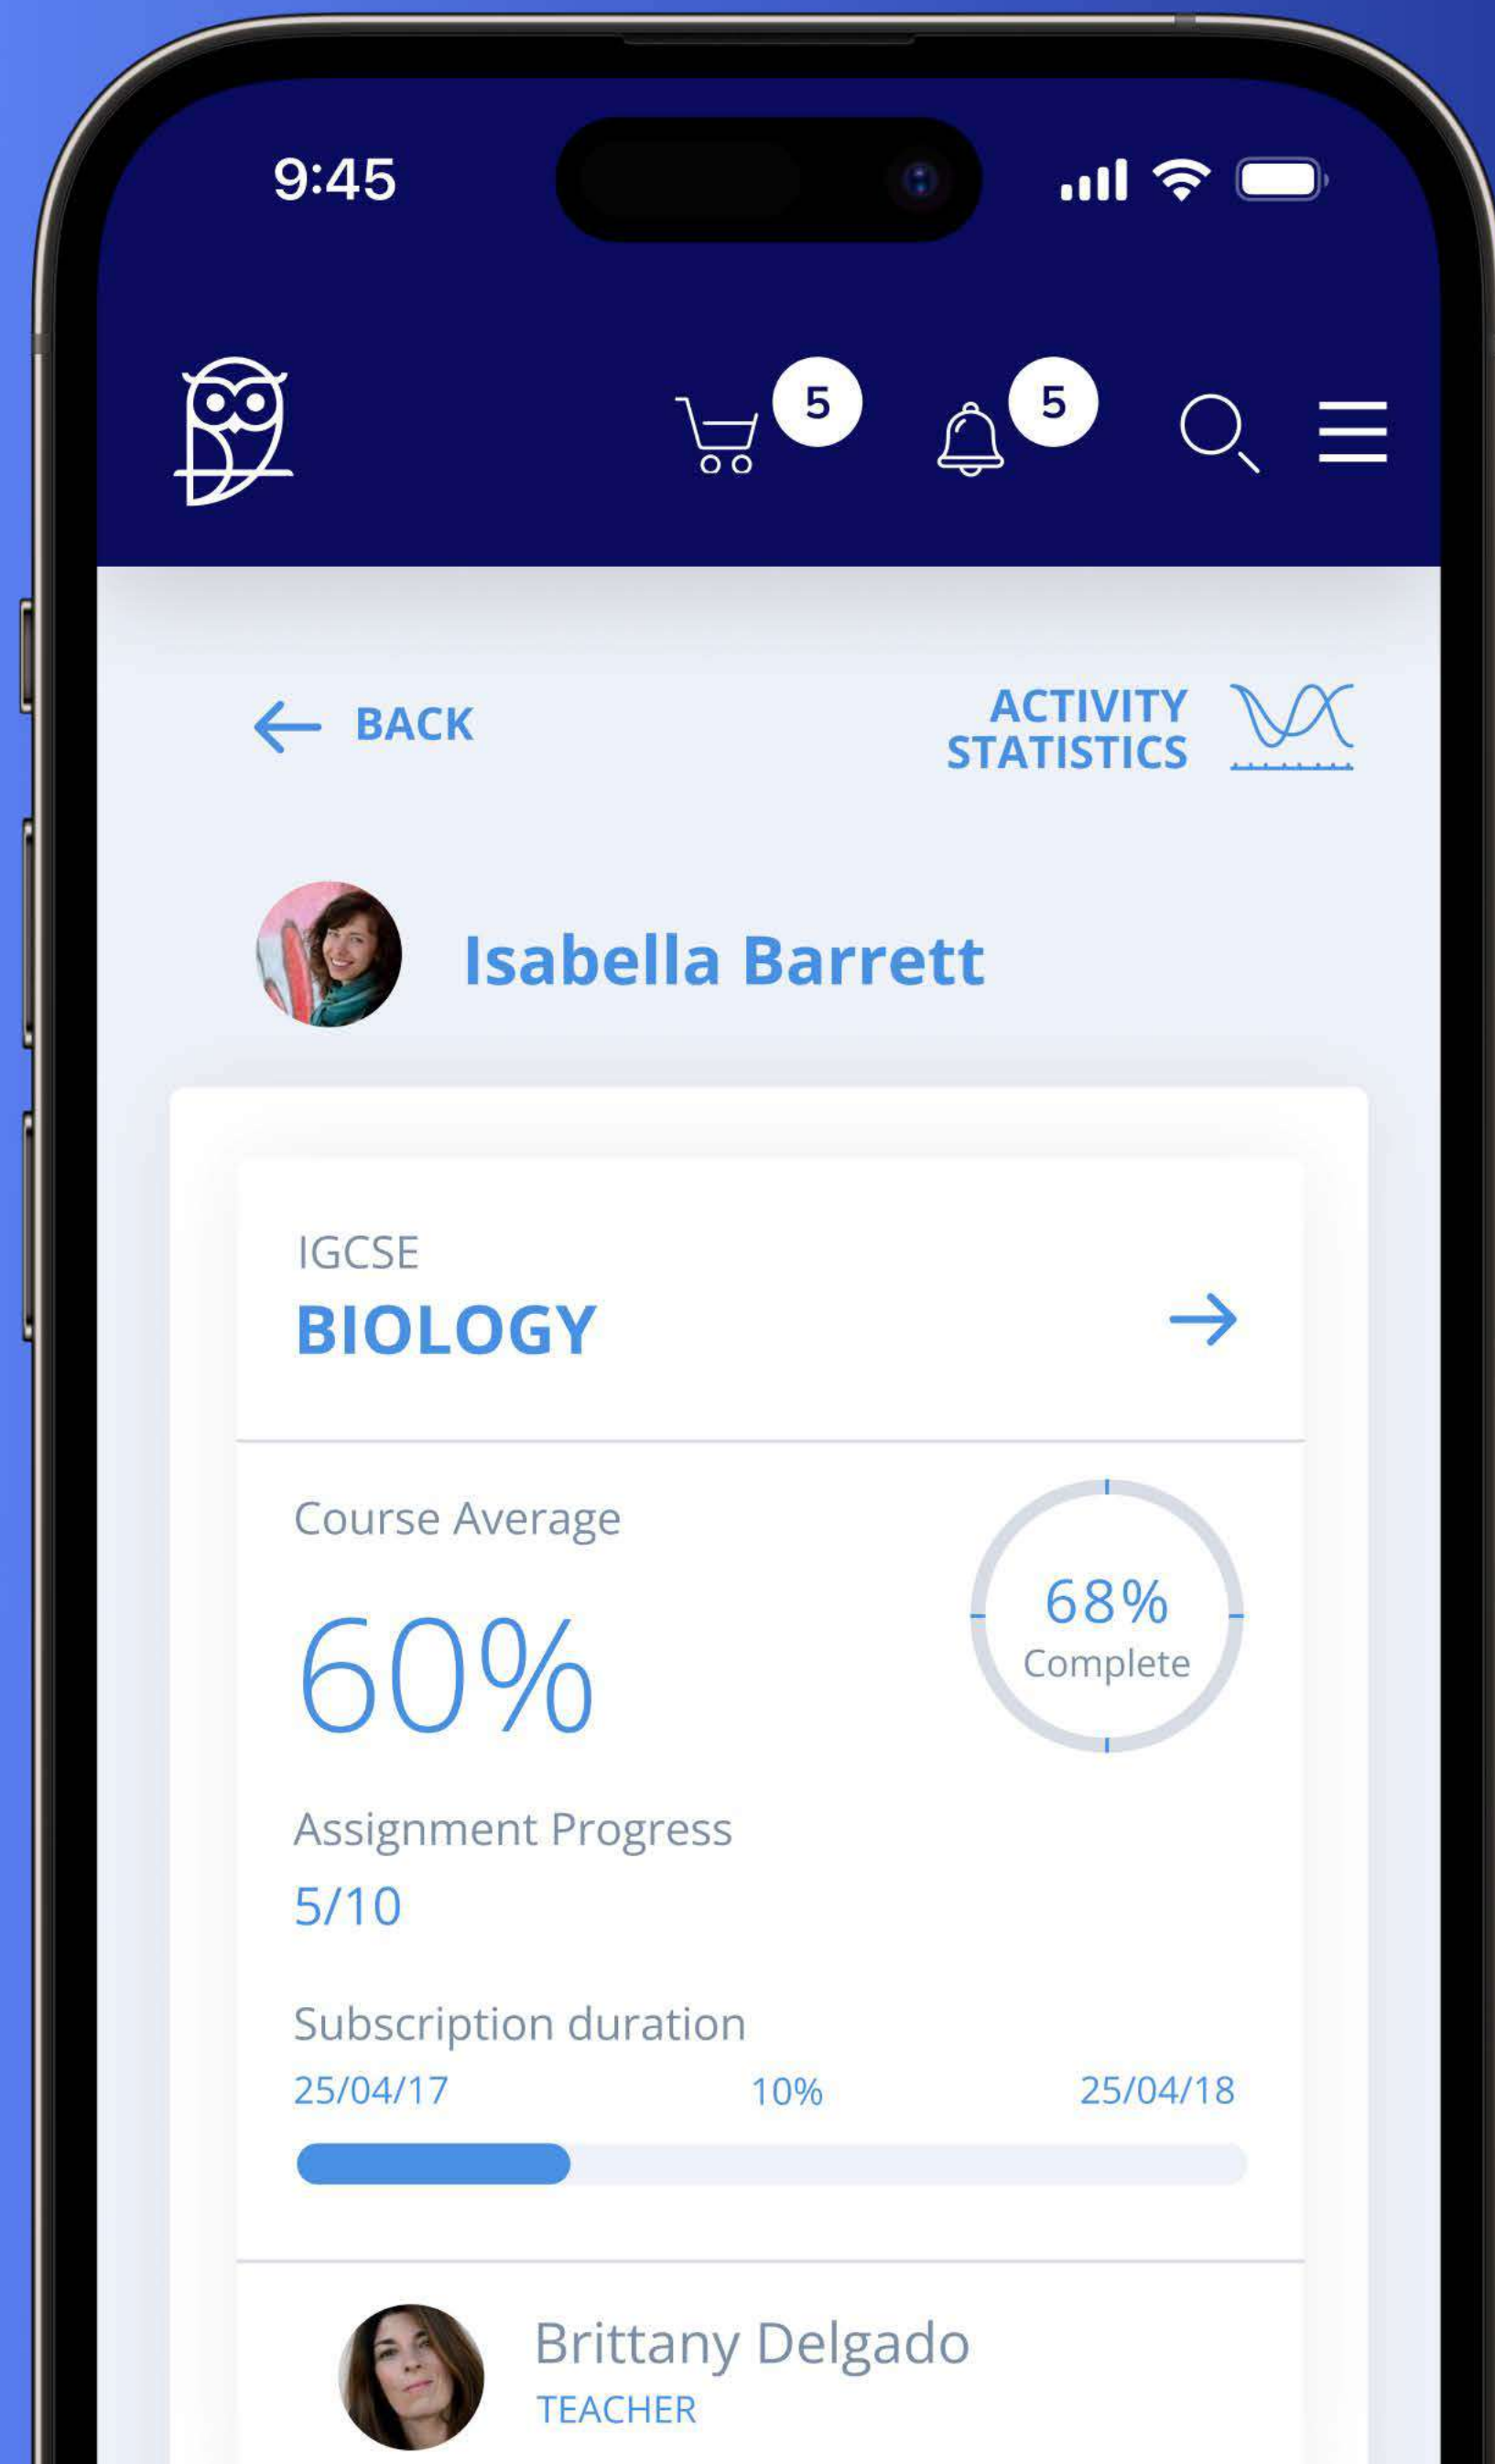 9:45
5
5
BACK
ACTIVITY
STATISTICS
Isabella Barrett
IGCSE
BIOLOGY
Course Average
60%
68%
Complete
Assignment Progress
5/10
Subscription duration
25/04/17 10% 25/04/18
Brittany Delgado
TEACHER